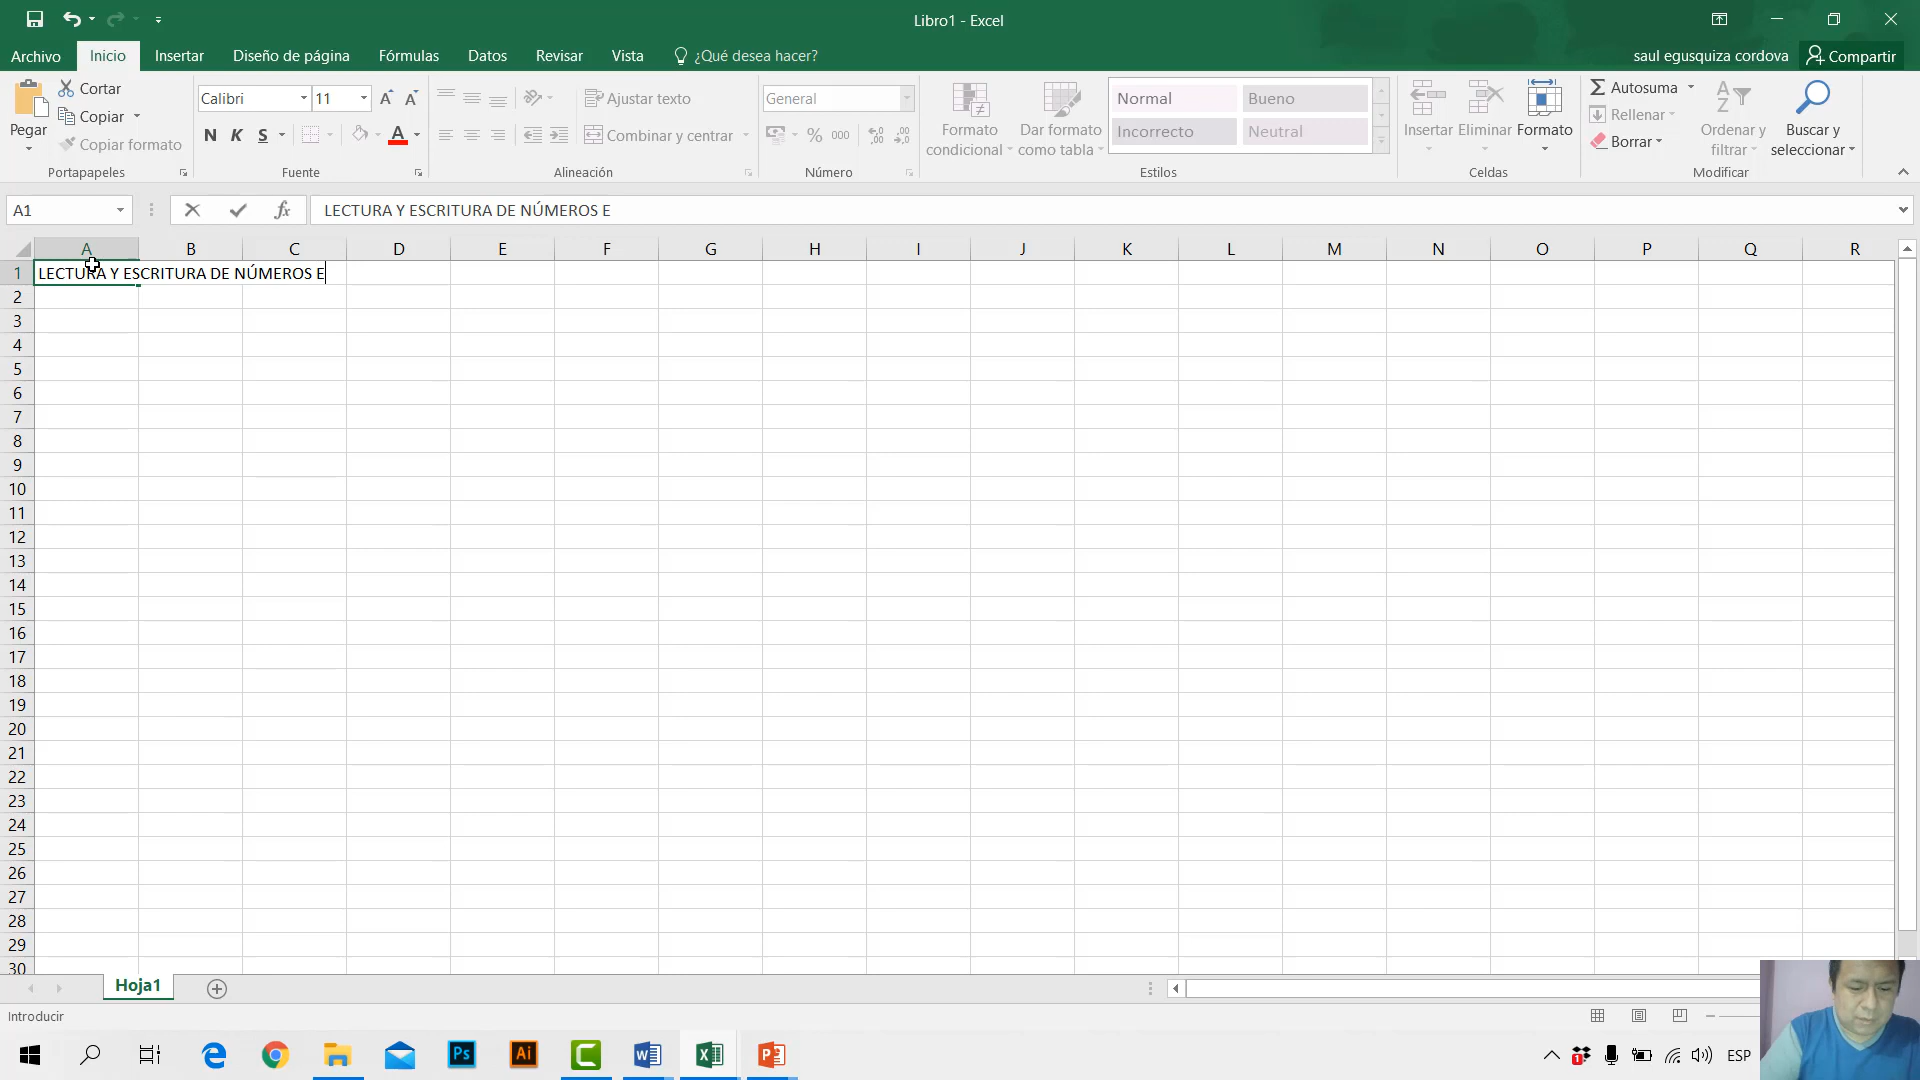 Libro1 - Excel
Archivo Inicio Insertar Diseño de página Fórmulas Datos Revisar Vista ¿Qué desea hacer? saul egusquiza cordova Compartir
Pegar Cortar Copiar Copiar formato
Portapapeles
Calibri 11
N K S A
Fuente
Ajustar texto
Combinar y centrar
Alineación
General
% 000
Número
Formato condicional Dar formato como tabla
Normal Bueno
Incorrecto Neutral
Estilos
Insertar Eliminar Formato
Celdas
Autosuma
Rellenar
Borrar
Ordenar y filtrar Buscar y seleccionar
Modificar
A1 fx LECTURA Y ESCRITURA DE NÚMEROS E
A B C D E F G H I J K L M N O P Q R
1 LECTURA Y ESCRITURA DE NÚMEROS E
2
3
4
5
6
7
8
9
10
11
12
13
14
15
16
17
18
19
20
21
22
23
24
25
26
27
28
29
30
Hoja1
Introducir
Ps Ai ESP